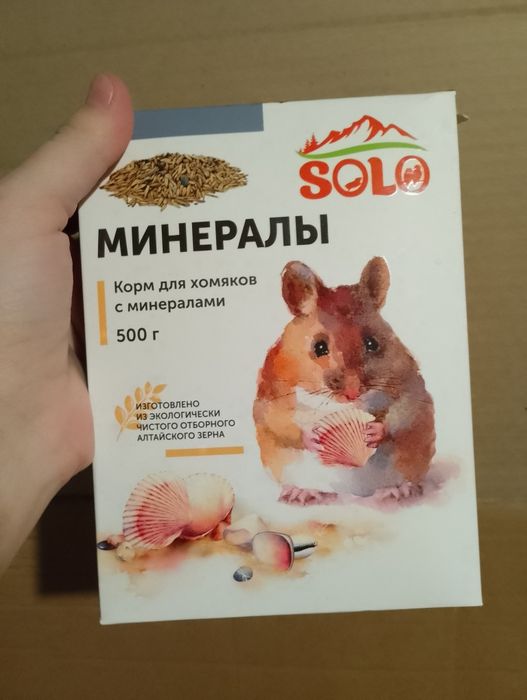 SOLO
МИНЕРАЛЫ
Корм для хомяков
с минералами
500 г
ИЗГОТОВЛЕНО
ИЗ ЭКОЛОГИЧЕСКИ
ЧИСТОГО ОТБОРНОГО
АЛТАЙСКОГО ЗЕРНА